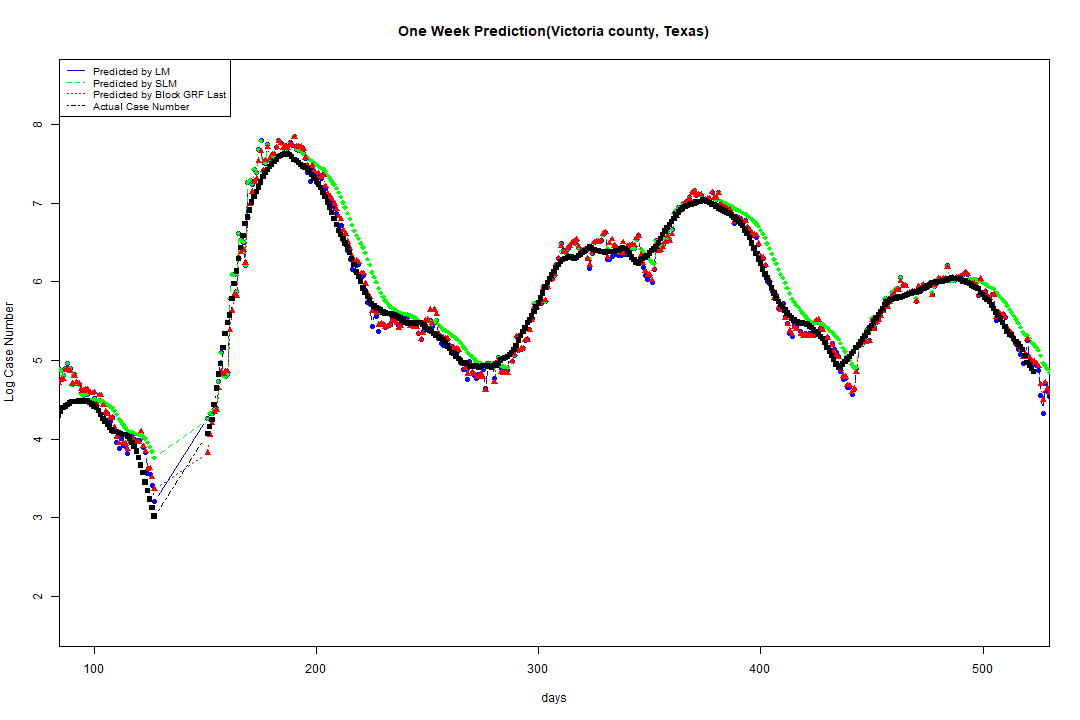 One Week Prediction(Victoria county, Texas)
Predicted by LM
Predicted by SLM
Predicted by Block GRF Last
Actual Case Number
8
7
6
5
4
3
2
Log Case Number
100 200 300 400 500
days